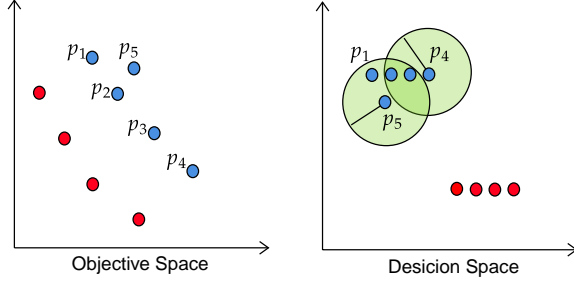 p1
p5
p2
p3
p4
Objective Space
p1
p4
p5
Desicion Space